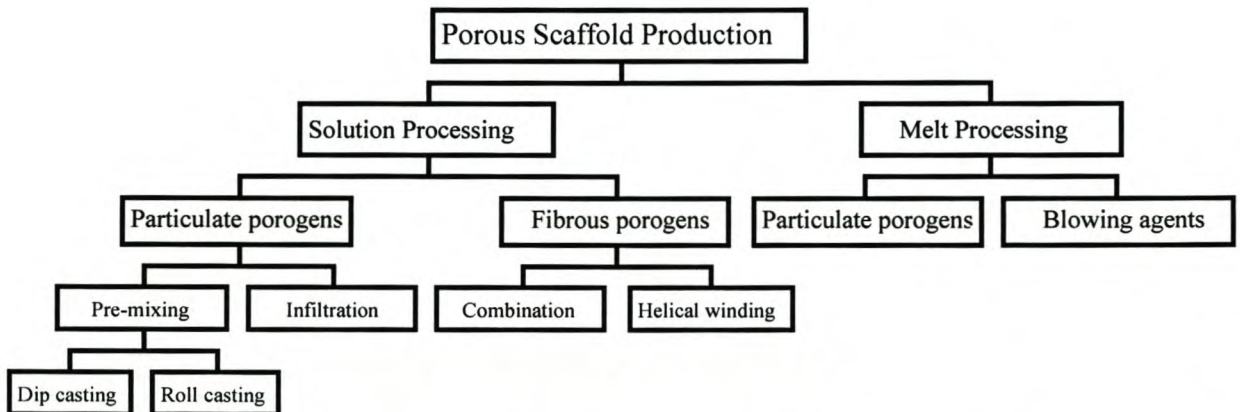 Porous Scaffold Production
Solution Processing
Melt Processing
Particulate porogens
Fibrous porogens
Particulate porogens
Blowing agents
Pre-mixing
Infiltration
Combination
Helical winding
Dip casting
Roll casting